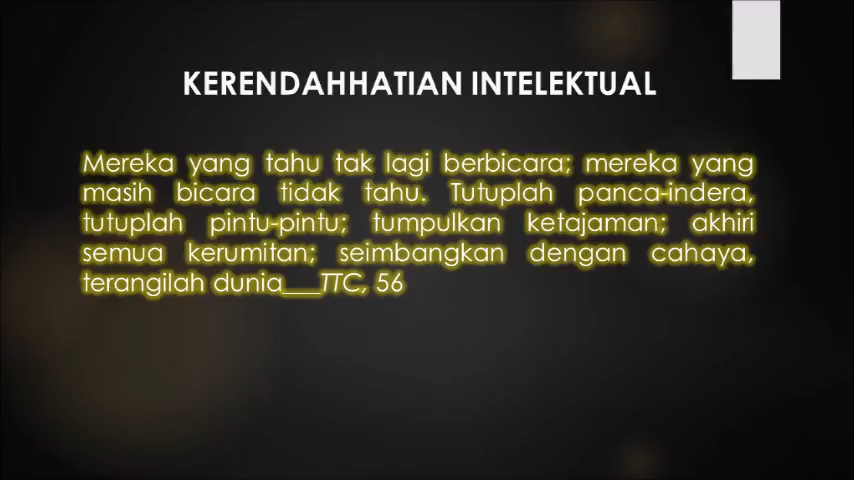 KERENDAHHATIAN INTELEKTUAL
Mereka yang tahu tak lagi berbicara; mereka yang
masih bicara tidak tahu. Tutuplah panca-indera,
tutuplah pintu-pintu; tumpulkan ketajaman; akhiri
semua kerumitan; seimbangkan dengan cahaya,
terangilah dunia___TTC, 56